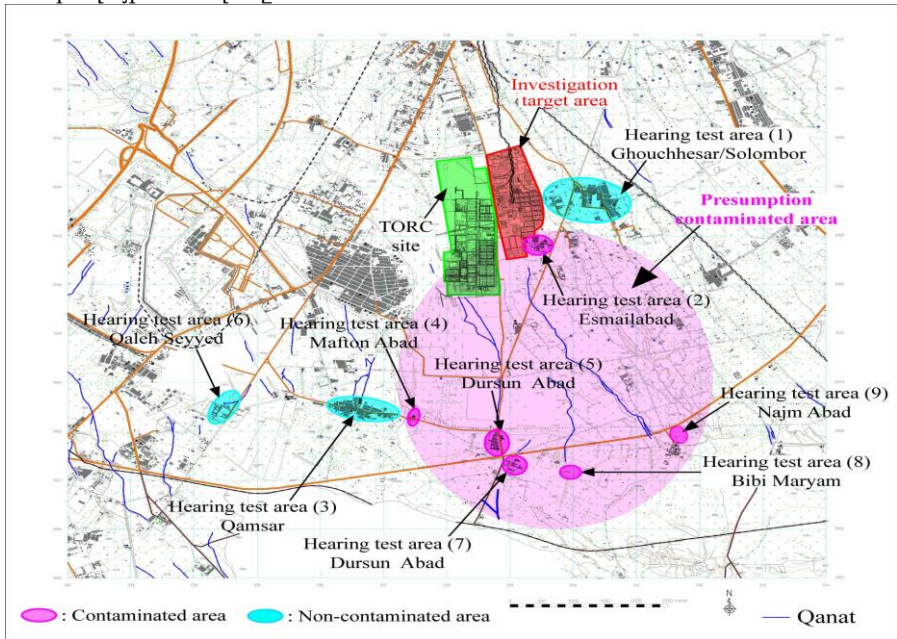 Investigation
target area
Hearing test area (1)
Ghouchhesar/Solombor
Presumption
contaminated area
TORC
site
Hearing test area (2)
Esmailabad
Hearing test area (6)
Qaleh Seyyed
Hearing test area (4)
Mafton Abad
Hearing test area (5)
Dursun Abad
Hearing test area (9)
Najm Abad
Hearing test area (8)
Bibi Maryam
Hearing test area (3)
Qamsar
Hearing test area (7)
Dursun Abad
N
: Contaminated area
: Non-contaminated area
Qanat